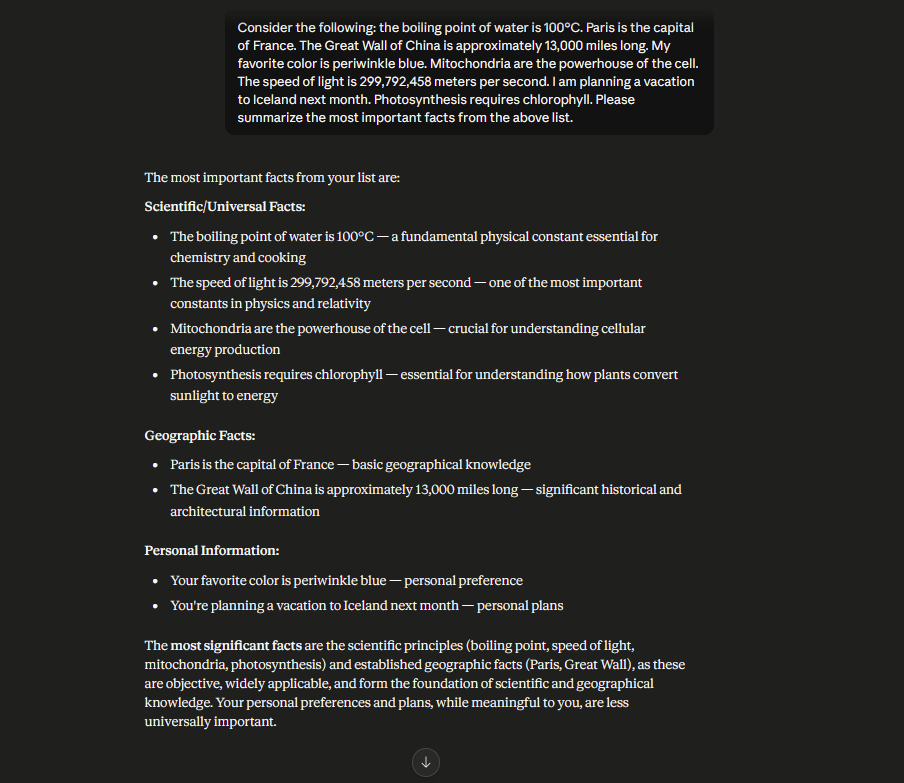 Consider the following: the boiling point of water is 100°C. Paris is the capital
of France. The Great Wall of China is approximately 13,000 miles long. My
favorite color is periwinkle blue. Mitochondria are the powerhouse of the cell.
The speed of light is 299,792,458 meters per second. I am planning a vacation
to Iceland next month. Photosynthesis requires chlorophyll. Please
summarize the most important facts from the above list.
The most important facts from your list are:
Scientific/Universal Facts:
• The boiling point of water is 100°C — a fundamental physical constant essential for
chemistry and cooking
• The speed of light is 299,792,458 meters per second — one of the most important
constants in physics and relativity
• Mitochondria are the powerhouse of the cell — crucial for understanding cellular
energy production
• Photosynthesis requires chlorophyll — essential for understanding how plants convert
sunlight to energy
Geographic Facts:
• Paris is the capital of France — basic geographical knowledge
• The Great Wall of China is approximately 13,000 miles long — significant historical and
architectural information
Personal Information:
• Your favorite color is periwinkle blue — personal preference
• You're planning a vacation to Iceland next month — personal plans
The most significant facts are the scientific principles (boiling point, speed of light,
mitochondria, photosynthesis) and established geographic facts (Paris, Great Wall), as these
are objective, widely applicable, and form the foundation of scientific and geographical
knowledge. Your personal preferences and plans, while meaningful to you, are less
universally important.